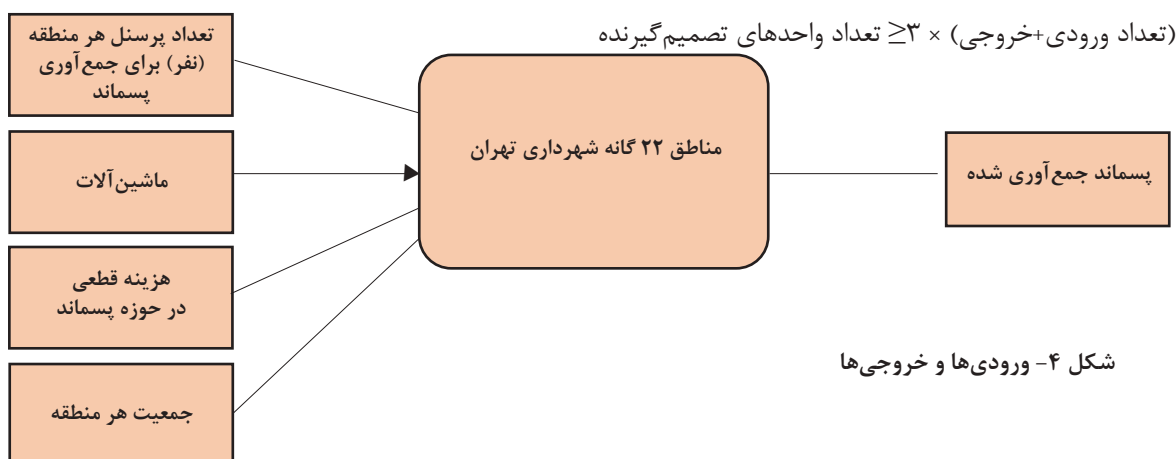 (تعداد ورودی+خروجی) × ۳≤ تعداد واحدهای تصمیم‌گیرنده
تعداد پرسنل هر منطقه
(نفر) برای جمع‌آوری
پسماند
ماشین‌آلات
هزینه قطعی
در حوزه پسماند
جمعیت هر منطقه
مناطق ۲۲ گانه شهرداری تهران
پسماند جمع‌آوری شده
شکل ۴- ورودی‌ها و خروجی‌ها